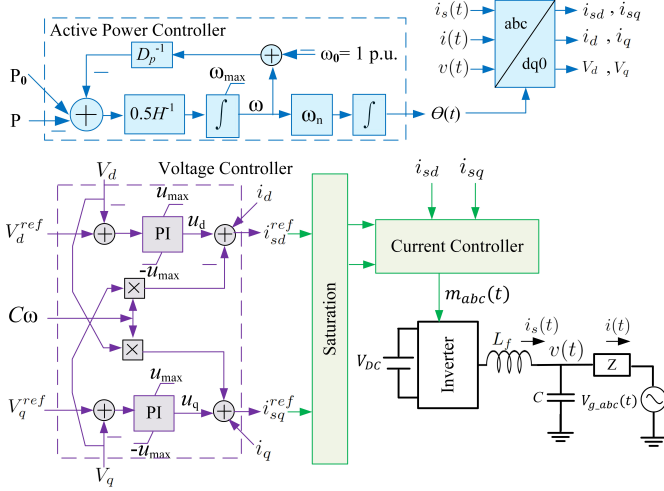 Active Power Controller
D_p^{-1}
ω₀= 1 p.u.
ω_max
P₀
P
0.5H⁻¹
∫
ω
ω_n
∫
Θ(t)
i_s(t)
i(t)
v(t)
abc
dq0
i_sd , i_sq
i_d , i_q
V_d , V_q
Voltage Controller
V_d
u_max
i_d
V_d^{ref}
PI
u_d
i_sd^{ref}
-u_max
Cω
×
×
u_max
V_q^{ref}
PI
u_q
i_sq^{ref}
-u_max
V_q
i_q
Saturation
i_sd
i_sq
Current Controller
m_abc(t)
V_DC
Inverter
L_f
i_s(t)
v(t)
i(t)
Z
C
V_g_abc(t)